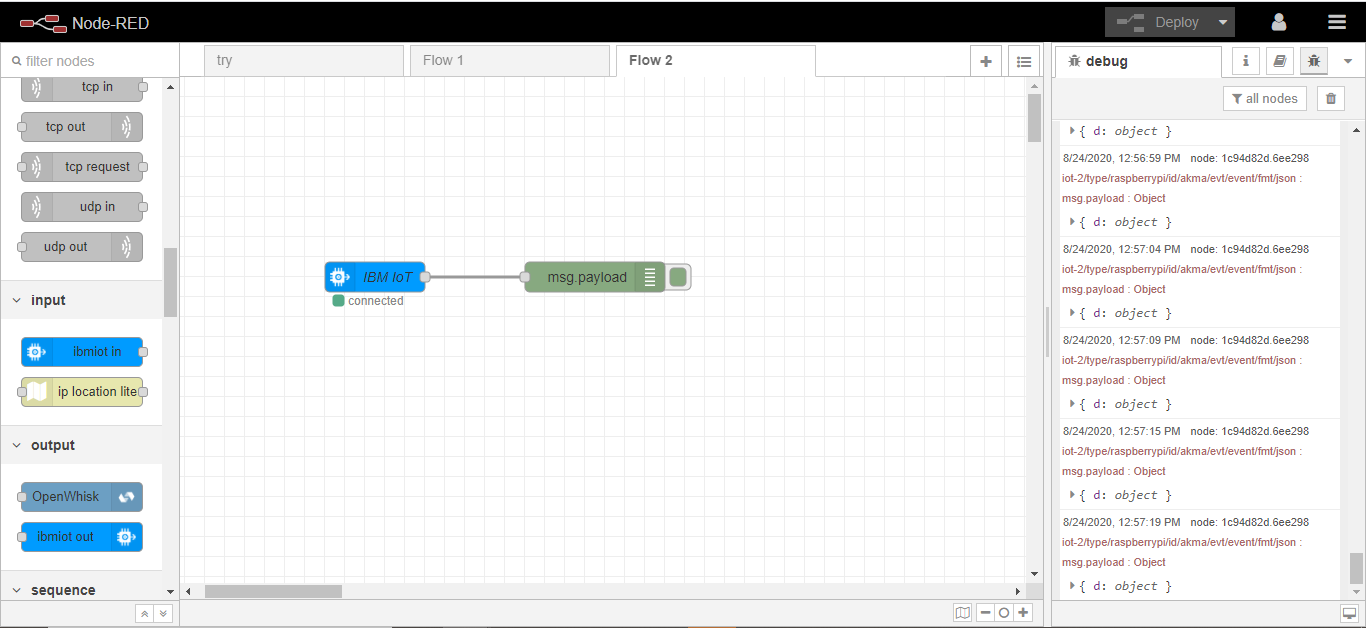 Node-RED
Deploy
filter nodes
try
Flow 1
Flow 2
debug
i
all nodes
tcp in
tcp out
tcp request
udp in
udp out
input
ibmiot in
ip location lite
output
OpenWhisk
ibmiot out
sequence
IBM IoT
connected
msg.payload
{ d: object }
8/24/2020, 12:56:59 PM node: 1c94d82d.6ee298
iot-2/type/raspberrypi/id/akma/evt/event/fmt/json :
msg.payload : Object
{ d: object }
8/24/2020, 12:57:04 PM node: 1c94d82d.6ee298
iot-2/type/raspberrypi/id/akma/evt/event/fmt/json :
msg.payload : Object
{ d: object }
8/24/2020, 12:57:09 PM node: 1c94d82d.6ee298
iot-2/type/raspberrypi/id/akma/evt/event/fmt/json :
msg.payload : Object
{ d: object }
8/24/2020, 12:57:15 PM node: 1c94d82d.6ee298
iot-2/type/raspberrypi/id/akma/evt/event/fmt/json :
msg.payload : Object
{ d: object }
8/24/2020, 12:57:19 PM node: 1c94d82d.6ee298
iot-2/type/raspberrypi/id/akma/evt/event/fmt/json :
msg.payload : Object
{ d: object }